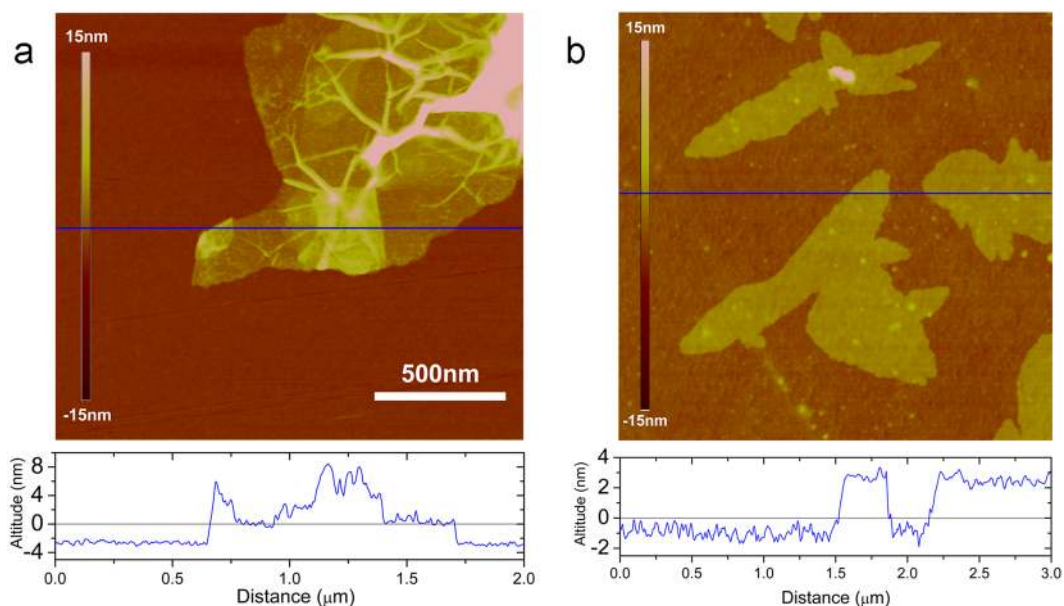 a
15nm
-15nm
500nm
Altitude (nm)
8
4
0
-4
0.0 0.5 1.0 1.5 2.0
Distance (μm)
b
15nm
-15nm
Altitude (nm)
4
2
0
-2
0.0 0.5 1.0 1.5 2.0 2.5 3.0
Distance (μm)